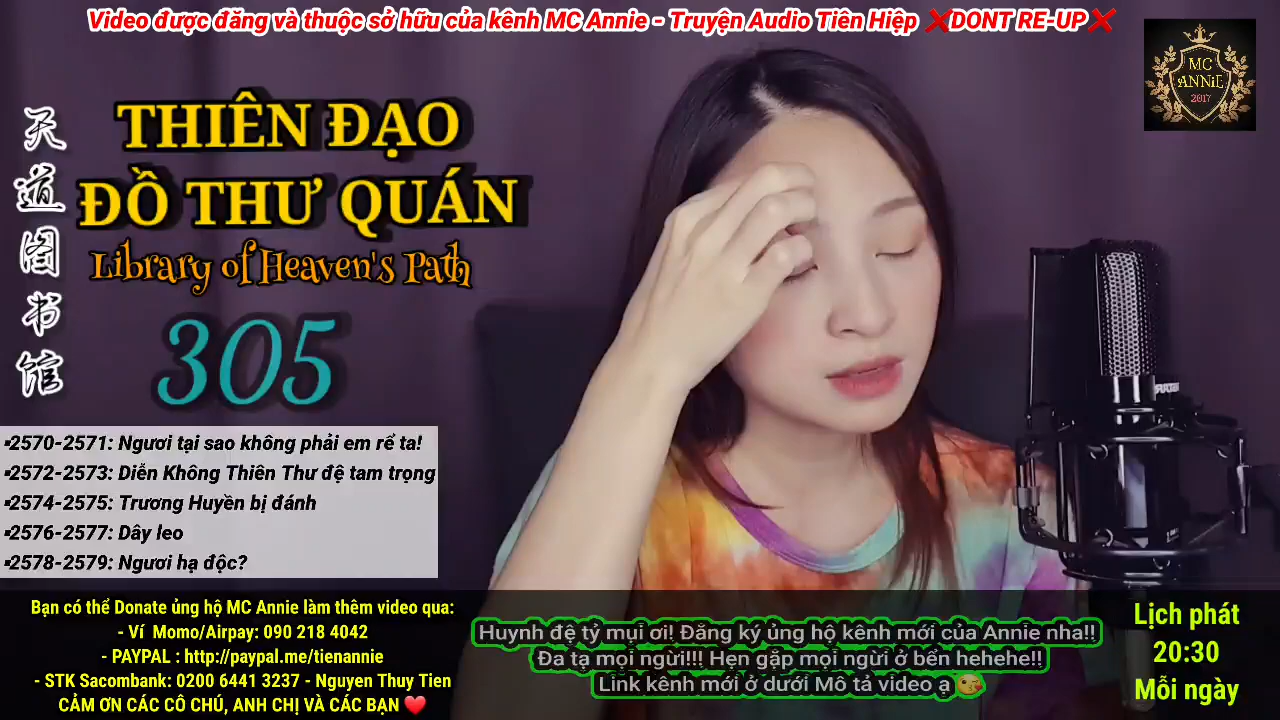 Video được đăng và thuộc sở hữu của kênh MC Annie - Truyện Audio Tiên Hiệp ❌DONT RE-UP❌
MC
ANNIE
2017
天道图书馆
THIÊN ĐẠO
ĐỒ THƯ QUÁN
Library of Heaven's Path
305
▪2570-2571: Ngươi tại sao không phải em rể ta!
▪2572-2573: Diễn Không Thiên Thư đệ tam trọng
▪2574-2575: Trương Huyền bị đánh
▪2576-2577: Dây leo
▪2578-2579: Ngươi hạ độc?
Bạn có thể Donate ủng hộ MC Annie làm thêm video qua:
- Ví Momo/Airpay: 090 218 4042
- PAYPAL : http://paypal.me/tienannie
- STK Sacombank: 0200 6441 3237 - Nguyen Thuy Tien
CẢM ƠN CÁC CÔ CHÚ, ANH CHỊ VÀ CÁC BẠN ❤️
Huynh đệ tỷ mụi ơi! Đăng ký ủng hộ kênh mới của Annie nha!!
Đa tạ mọi ngừi!!! Hẹn gặp mọi ngừi ở bển hehehe!!
Link kênh mới ở dưới Mô tả video ạ 😘
Lịch phát
20:30
Mỗi ngày